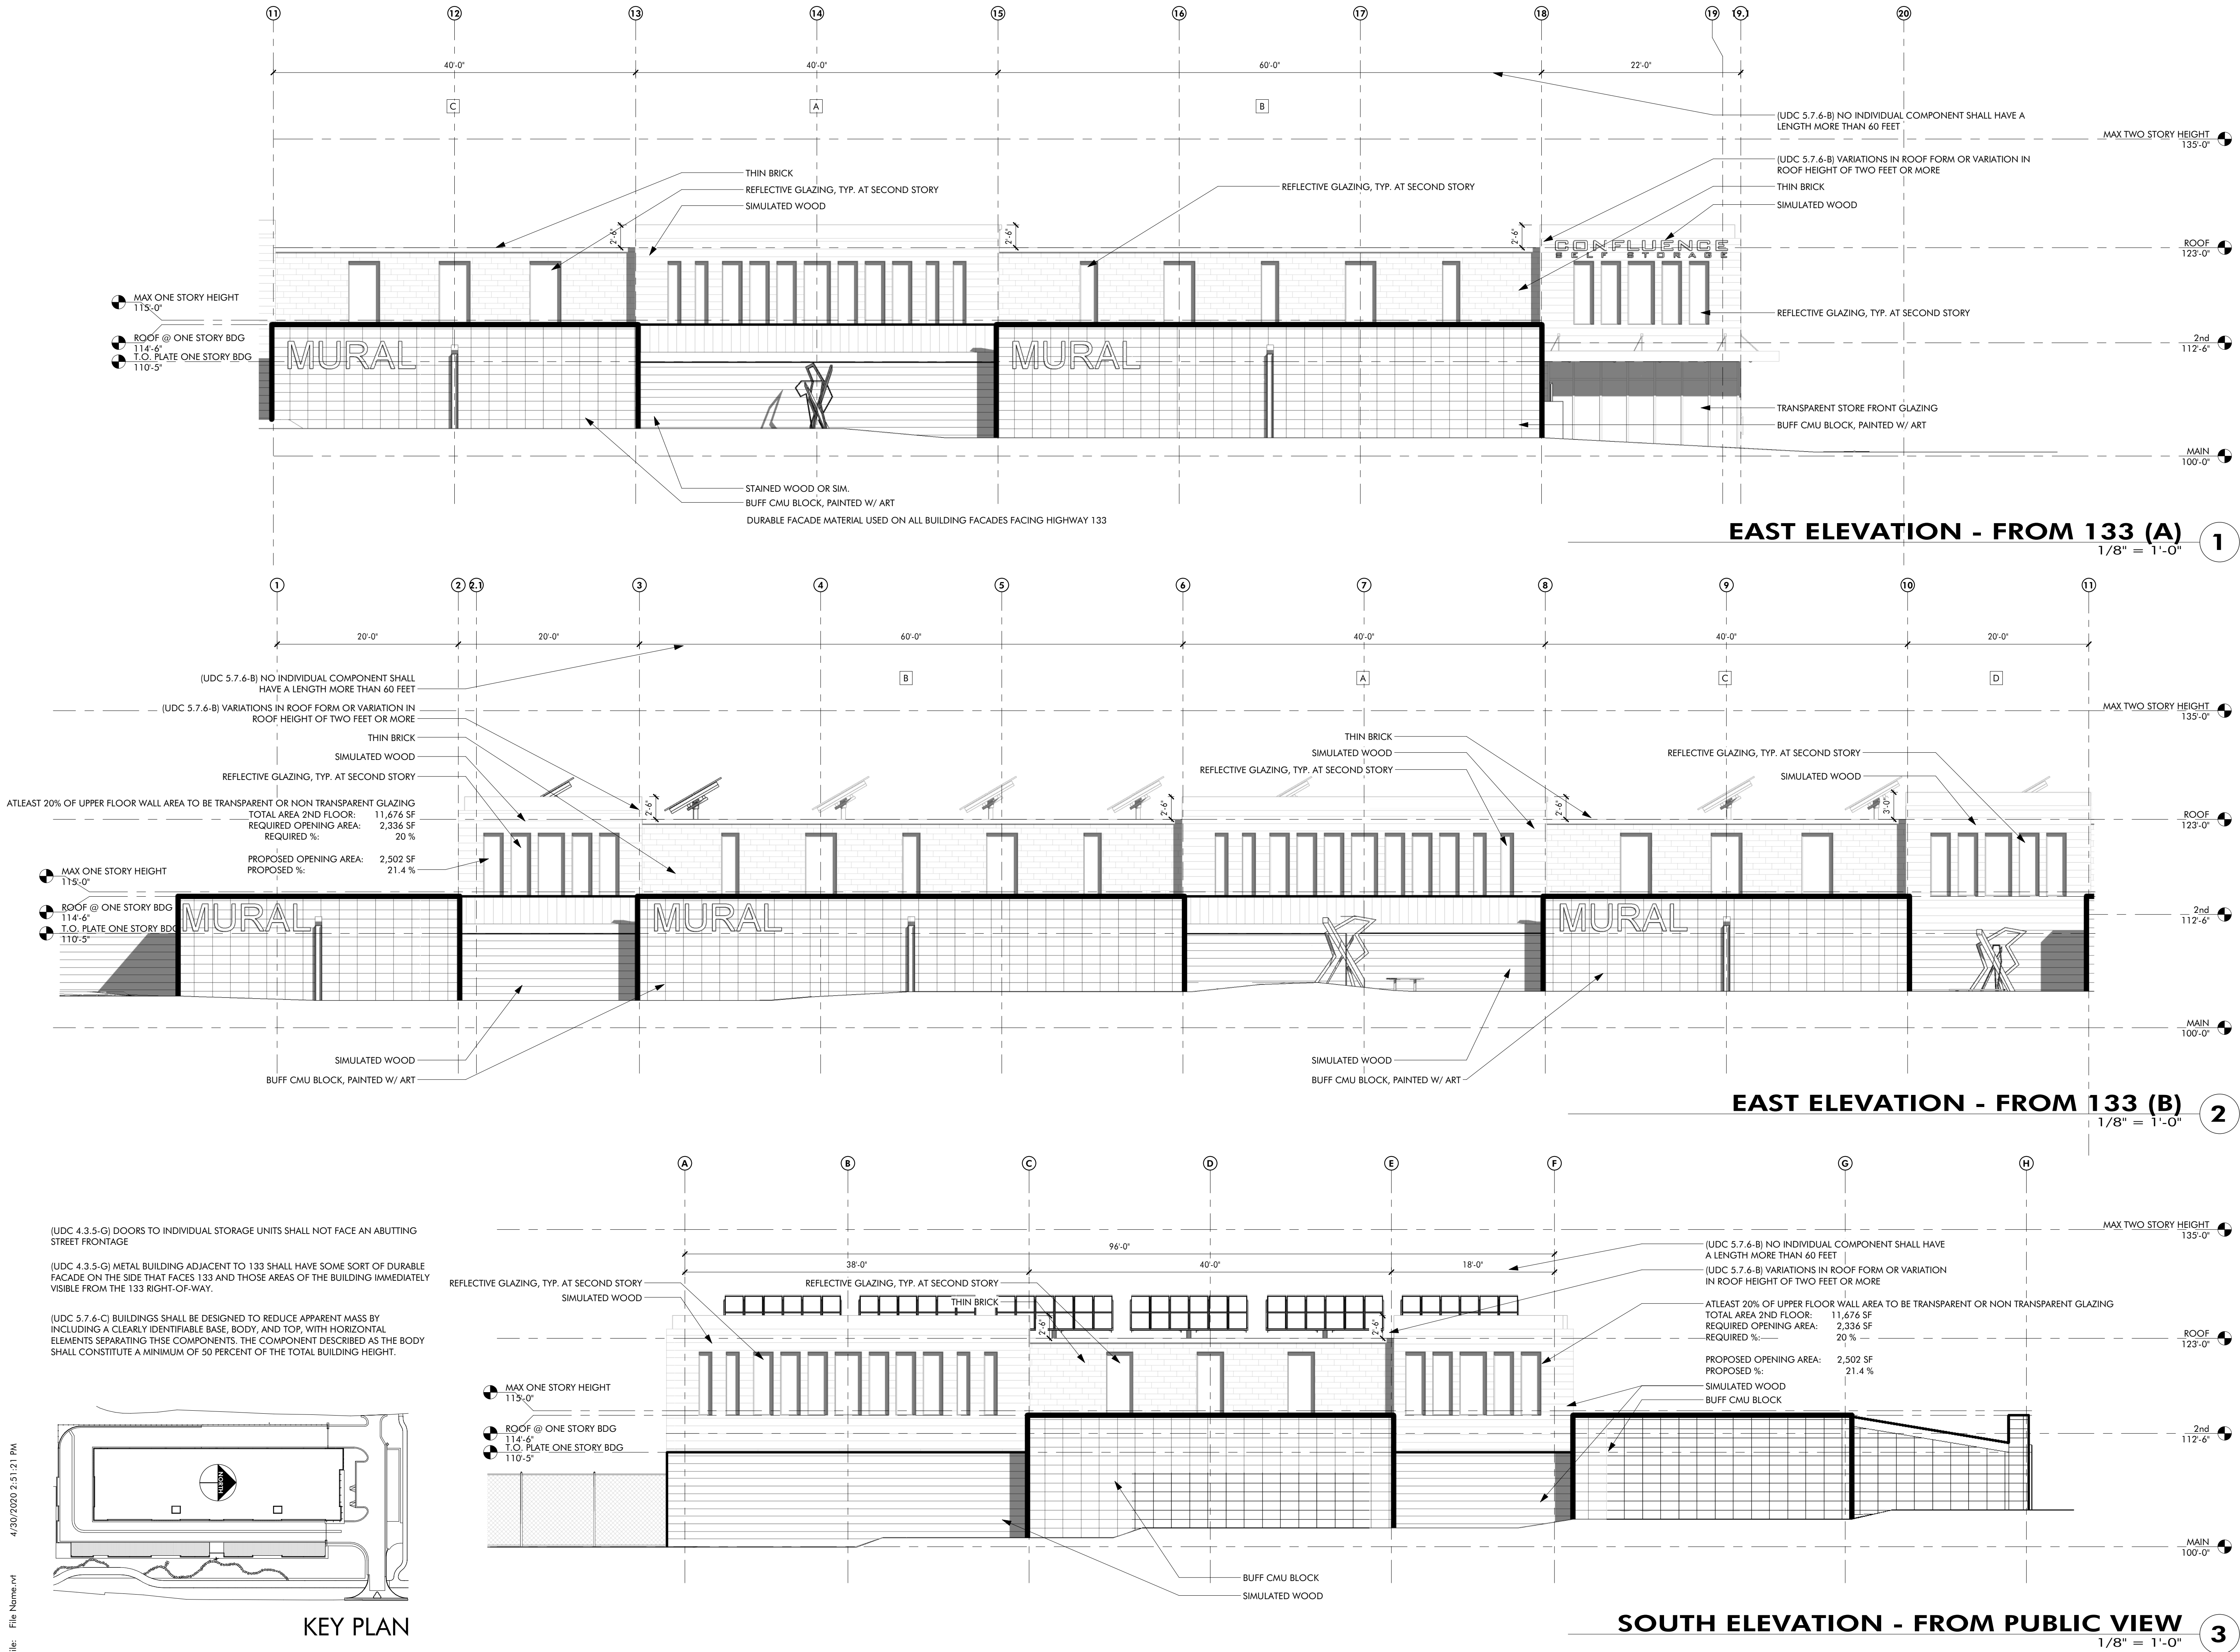 11 12 13 14 15 16 17 18 19 19.1 20
40'-0" 40'-0" 60'-0" 22'-0"
C A B
(UDC 5.7.6-B) NO INDIVIDUAL COMPONENT SHALL HAVE A
LENGTH MORE THAN 60 FEET
MAX TWO STORY HEIGHT
135'-0"
(UDC 5.7.6-B) VARIATIONS IN ROOF FORM OR VARIATION IN
ROOF HEIGHT OF TWO FEET OR MORE
THIN BRICK
REFLECTIVE GLAZING, TYP. AT SECOND STORY
SIMULATED WOOD
REFLECTIVE GLAZING, TYP. AT SECOND STORY
THIN BRICK
SIMULATED WOOD
2'-6" 2'-6" 2'-6"
CONFLUENCE
SELF STORAGE
ROOF
123'-0"
MAX ONE STORY HEIGHT
115'-0"
ROOF @ ONE STORY BDG
114'-6"
T.O. PLATE ONE STORY BDG
110'-5"
MURAL MURAL
REFLECTIVE GLAZING, TYP. AT SECOND STORY
2nd
112'-6"
TRANSPARENT STORE FRONT GLAZING
BUFF CMU BLOCK, PAINTED W/ ART
MAIN
100'-0"
STAINED WOOD OR SIM.
BUFF CMU BLOCK, PAINTED W/ ART
DURABLE FACADE MATERIAL USED ON ALL BUILDING FACADES FACING HIGHWAY 133
EAST ELEVATION - FROM 133 (A) 1
1/8" = 1'-0"
1 2 2.1 3 4 5 6 7 8 9 10 11
20'-0" 20'-0" 60'-0" 40'-0" 40'-0" 20'-0"
B A C D
(UDC 5.7.6-B) NO INDIVIDUAL COMPONENT SHALL
HAVE A LENGTH MORE THAN 60 FEET
(UDC 5.7.6-B) VARIATIONS IN ROOF FORM OR VARIATION IN
ROOF HEIGHT OF TWO FEET OR MORE
MAX TWO STORY HEIGHT
135'-0"
THIN BRICK
SIMULATED WOOD
REFLECTIVE GLAZING, TYP. AT SECOND STORY
THIN BRICK
SIMULATED WOOD
REFLECTIVE GLAZING, TYP. AT SECOND STORY
REFLECTIVE GLAZING, TYP. AT SECOND STORY
SIMULATED WOOD
ATLEAST 20% OF UPPER FLOOR WALL AREA TO BE TRANSPARENT OR NON TRANSPARENT GLAZING
TOTAL AREA 2ND FLOOR: 11,676 SF
REQUIRED OPENING AREA: 2,336 SF
REQUIRED %: 20 %
PROPOSED OPENING AREA: 2,502 SF
PROPOSED %: 21.4 %
2'-6" 2'-6" 2'-6" 3'-0"
ROOF
123'-0"
MAX ONE STORY HEIGHT
115'-0"
ROOF @ ONE STORY BDG
114'-6"
T.O. PLATE ONE STORY BDG
110'-5"
MURAL MURAL MURAL
2nd
112'-6"
MAIN
100'-0"
SIMULATED WOOD
BUFF CMU BLOCK, PAINTED W/ ART
SIMULATED WOOD
BUFF CMU BLOCK, PAINTED W/ ART
EAST ELEVATION - FROM 133 (B) 2
1/8" = 1'-0"
A B C D E F G H
(UDC 4.3.5-G) DOORS TO INDIVIDUAL STORAGE UNITS SHALL NOT FACE AN ABUTTING
STREET FRONTAGE
(UDC 4.3.5-G) METAL BUILDING ADJACENT TO 133 SHALL HAVE SOME SORT OF DURABLE
FACADE ON THE SIDE THAT FACES 133 AND THOSE AREAS OF THE BUILDING IMMEDIATELY
VISIBLE FROM THE 133 RIGHT-OF-WAY.
(UDC 5.7.6-C) BUILDINGS SHALL BE DESIGNED TO REDUCE APPARENT MASS BY
INCLUDING A CLEARLY IDENTIFIABLE BASE, BODY, AND TOP, WITH HORIZONTAL
ELEMENTS SEPARATING THSE COMPONENTS. THE COMPONENT DESCRIBED AS THE BODY
SHALL CONSTITUTE A MINIMUM OF 50 PERCENT OF THE TOTAL BUILDING HEIGHT.
MAX TWO STORY HEIGHT
135'-0"
96'-0"
38'-0" 40'-0" 18'-0"
(UDC 5.7.6-B) NO INDIVIDUAL COMPONENT SHALL HAVE
A LENGTH MORE THAN 60 FEET
(UDC 5.7.6-B) VARIATIONS IN ROOF FORM OR VARIATION
IN ROOF HEIGHT OF TWO FEET OR MORE
REFLECTIVE GLAZING, TYP. AT SECOND STORY
SIMULATED WOOD
REFLECTIVE GLAZING, TYP. AT SECOND STORY
THIN BRICK
2'-6" 2'-6"
ATLEAST 20% OF UPPER FLOOR WALL AREA TO BE TRANSPARENT OR NON TRANSPARENT GLAZING
TOTAL AREA 2ND FLOOR: 11,676 SF
REQUIRED OPENING AREA: 2,336 SF
REQUIRED %: 20 %
PROPOSED OPENING AREA: 2,502 SF
PROPOSED %: 21.4 %
SIMULATED WOOD
BUFF CMU BLOCK
ROOF
123'-0"
MAX ONE STORY HEIGHT
115'-0"
ROOF @ ONE STORY BDG
114'-6"
T.O. PLATE ONE STORY BDG
110'-5"
2nd
112'-6"
MAIN
100'-0"
BUFF CMU BLOCK
SIMULATED WOOD
NORTH
KEY PLAN
SOUTH ELEVATION - FROM PUBLIC VIEW 3
1/8" = 1'-0"
File Name.rvt 4/30/2020 2:51:21 PM